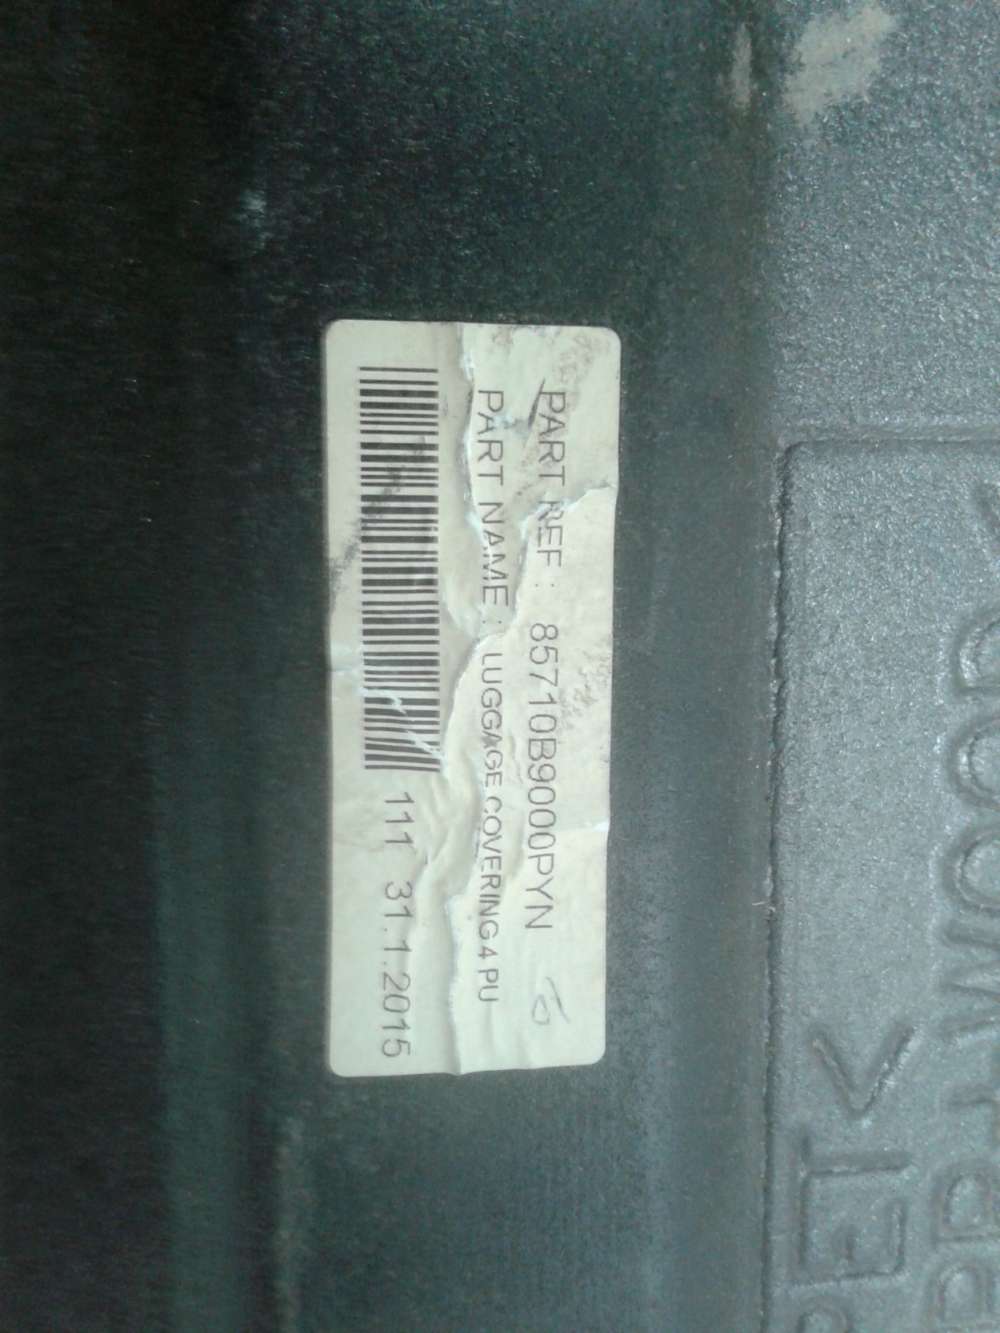 PART REF : 85710B9000PYN
PART NAME : LUGGAGE COVERING 4 PU
111 31.1.2015